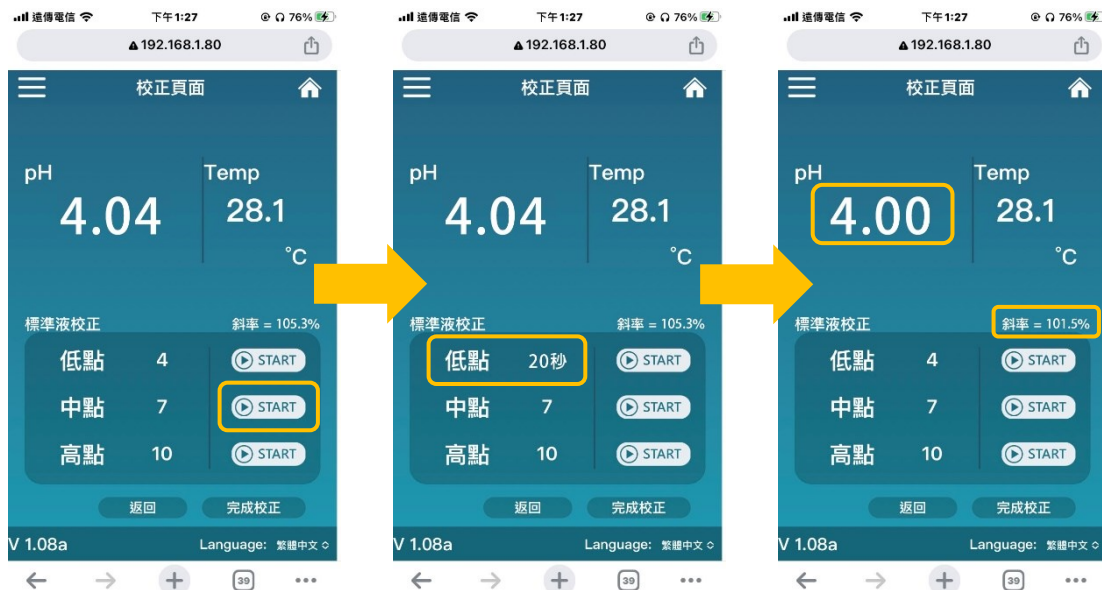 遠傳電信 下午1:27 76%
192.168.1.80
校正頁面
pH Temp
4.04 28.1
°C
標準液校正 斜率 = 105.3%
低點 4 START
中點 7 START
高點 10 START
返回 完成校正
V 1.08a Language: 繁體中文
39
遠傳電信 下午1:27 76%
192.168.1.80
校正頁面
pH Temp
4.04 28.1
°C
標準液校正 斜率 = 105.3%
低點 20秒 START
中點 7 START
高點 10 START
返回 完成校正
V 1.08a Language: 繁體中文
39
遠傳電信 下午1:27 76%
192.168.1.80
校正頁面
pH Temp
4.00 28.1
°C
標準液校正 斜率 = 101.5%
低點 4 START
中點 7 START
高點 10 START
返回 完成校正
V 1.08a Language: 繁體中文
39